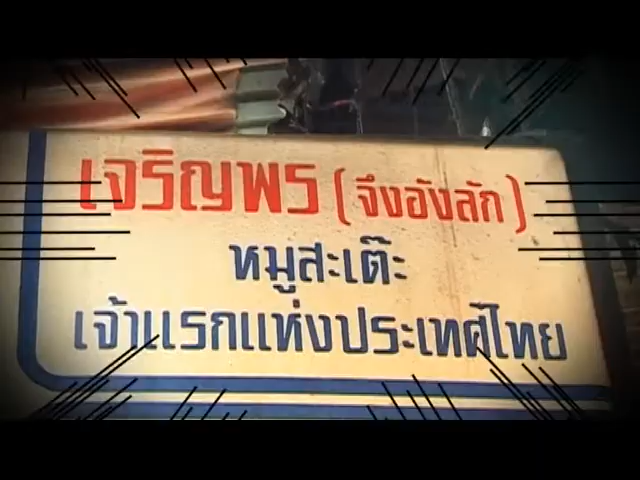 เจริญพร (จึงอังลัก)
หมูสะเต๊ะ
เจ้าแรกแห่งประเทศไทย